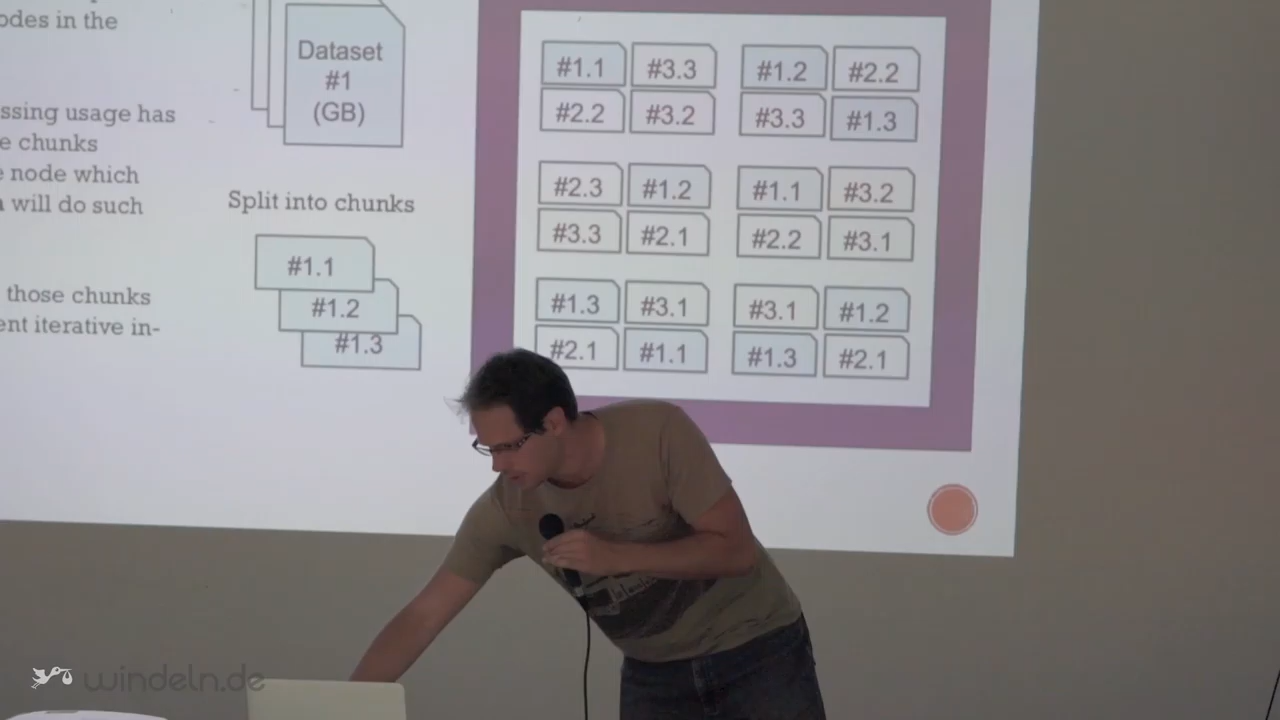 odes in the
ssing usage has
e chunks
node which
will do such
those chunks
ent iterative in-
Dataset
#1
(GB)
Split into chunks
#1.1
#1.2
#1.3
#1.1 #3.3 #1.2 #2.2
#2.2 #3.2 #3.3 #1.3
#2.3 #1.2 #1.1 #3.2
#3.3 #2.1 #2.2 #3.1
#1.3 #3.1 #3.1 #1.2
#2.1 #1.1 #1.3 #2.1
windeln.de